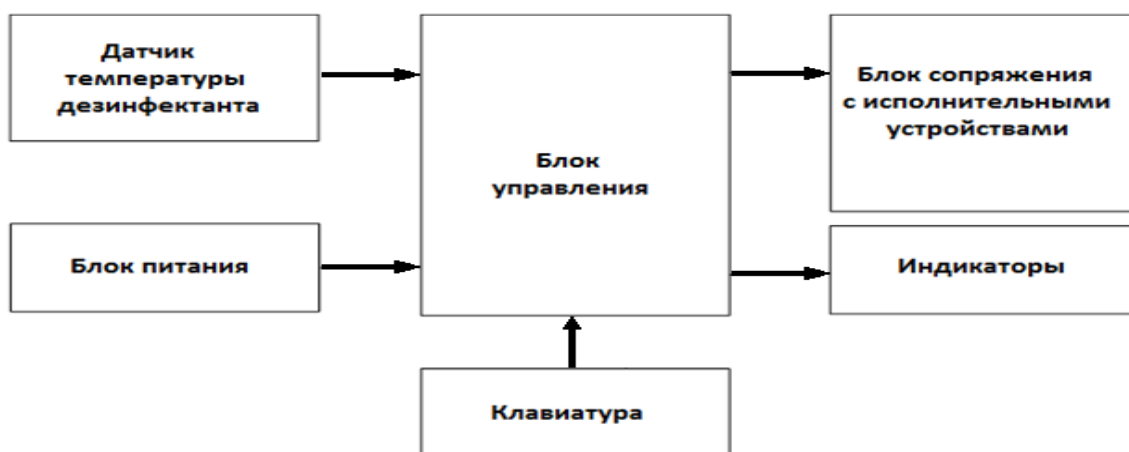 Датчик
температуры
дезинфектанта
Блок питания
Блок
управления
Клавиатура
Блок сопряжения
с исполнительными
устройствами
Индикаторы